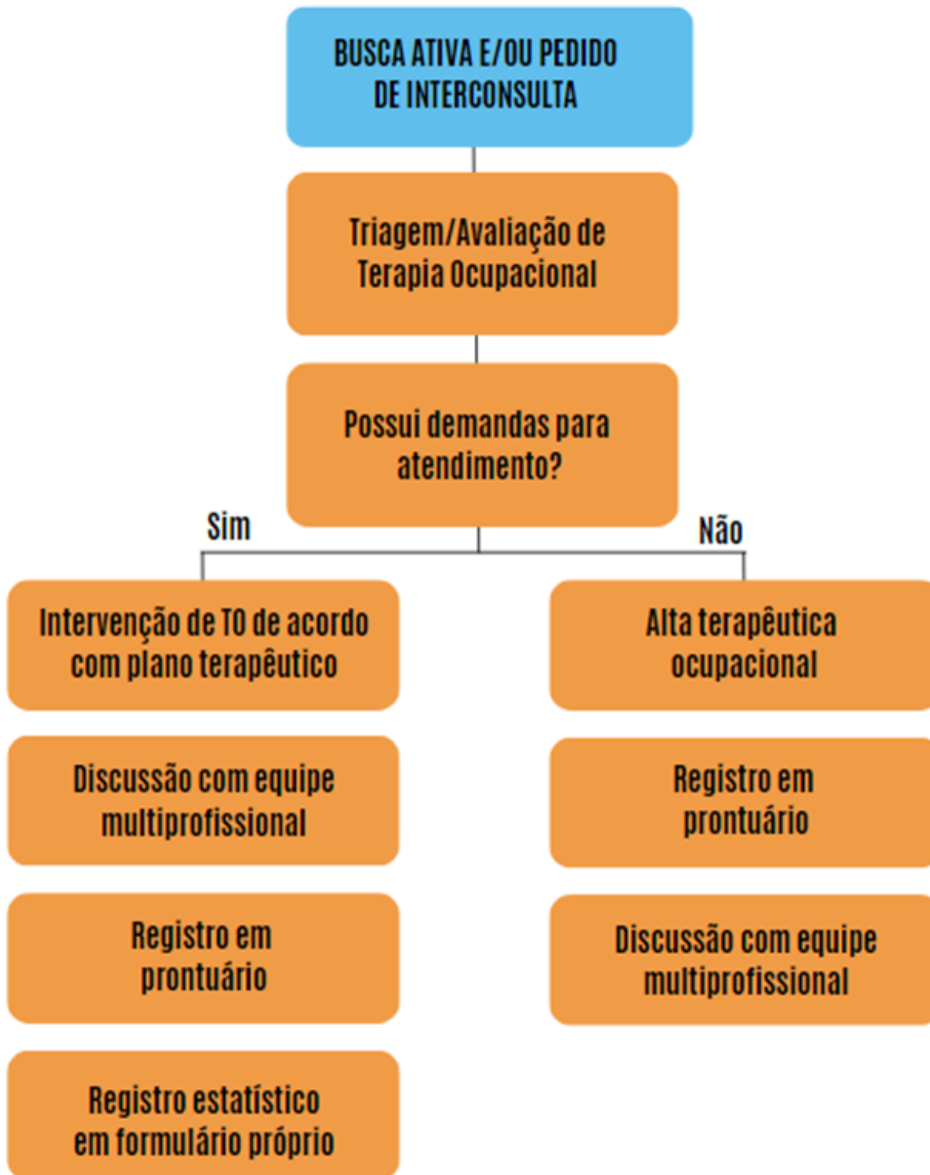 BUSCA ATIVA E/OU PEDIDO
DE INTERCONSULTA
Triagem/Avaliação de
Terapia Ocupacional
Possui demandas para
atendimento?
Sim
Não
Intervenção de TO de acordo
com plano terapêutico
Discussão com equipe
multiprofissional
Registro em
prontuário
Registro estatístico
em formulário próprio
Alta terapêutica
ocupacional
Registro em
prontuário
Discussão com equipe
multiprofissional